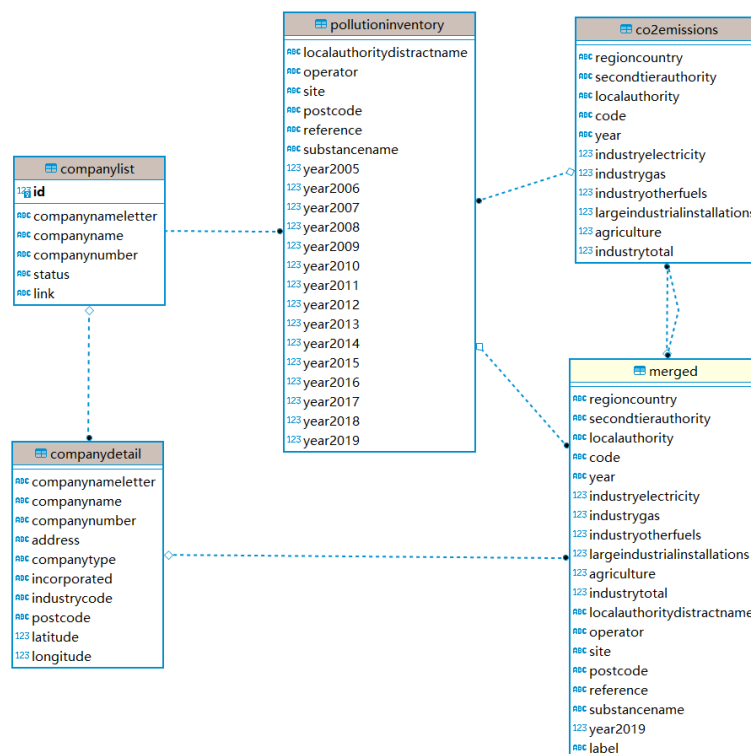 pollutioninventory
localauthoritydistractname
operator
site
postcode
reference
substancename
year2005
year2006
year2007
year2008
year2009
year2010
year2011
year2012
year2013
year2014
year2015
year2016
year2017
year2018
year2019
co2emissions
regioncountry
secondtierauthority
localauthority
code
year
industryelectricity
industrygas
industryotherfuels
largeindustrialinstallations
agriculture
industrytotal
companylist
id
companynameletter
companyname
companynumber
status
link
companydetail
companynameletter
companyname
companynumber
address
companytype
incorporated
industrycode
postcode
latitude
longitude
merged
regioncountry
secondtierauthority
localauthority
code
year
industryelectricity
industrygas
industryotherfuels
largeindustrialinstallations
agriculture
industrytotal
localauthoritydistractname
operator
site
postcode
reference
substancename
year2019
label